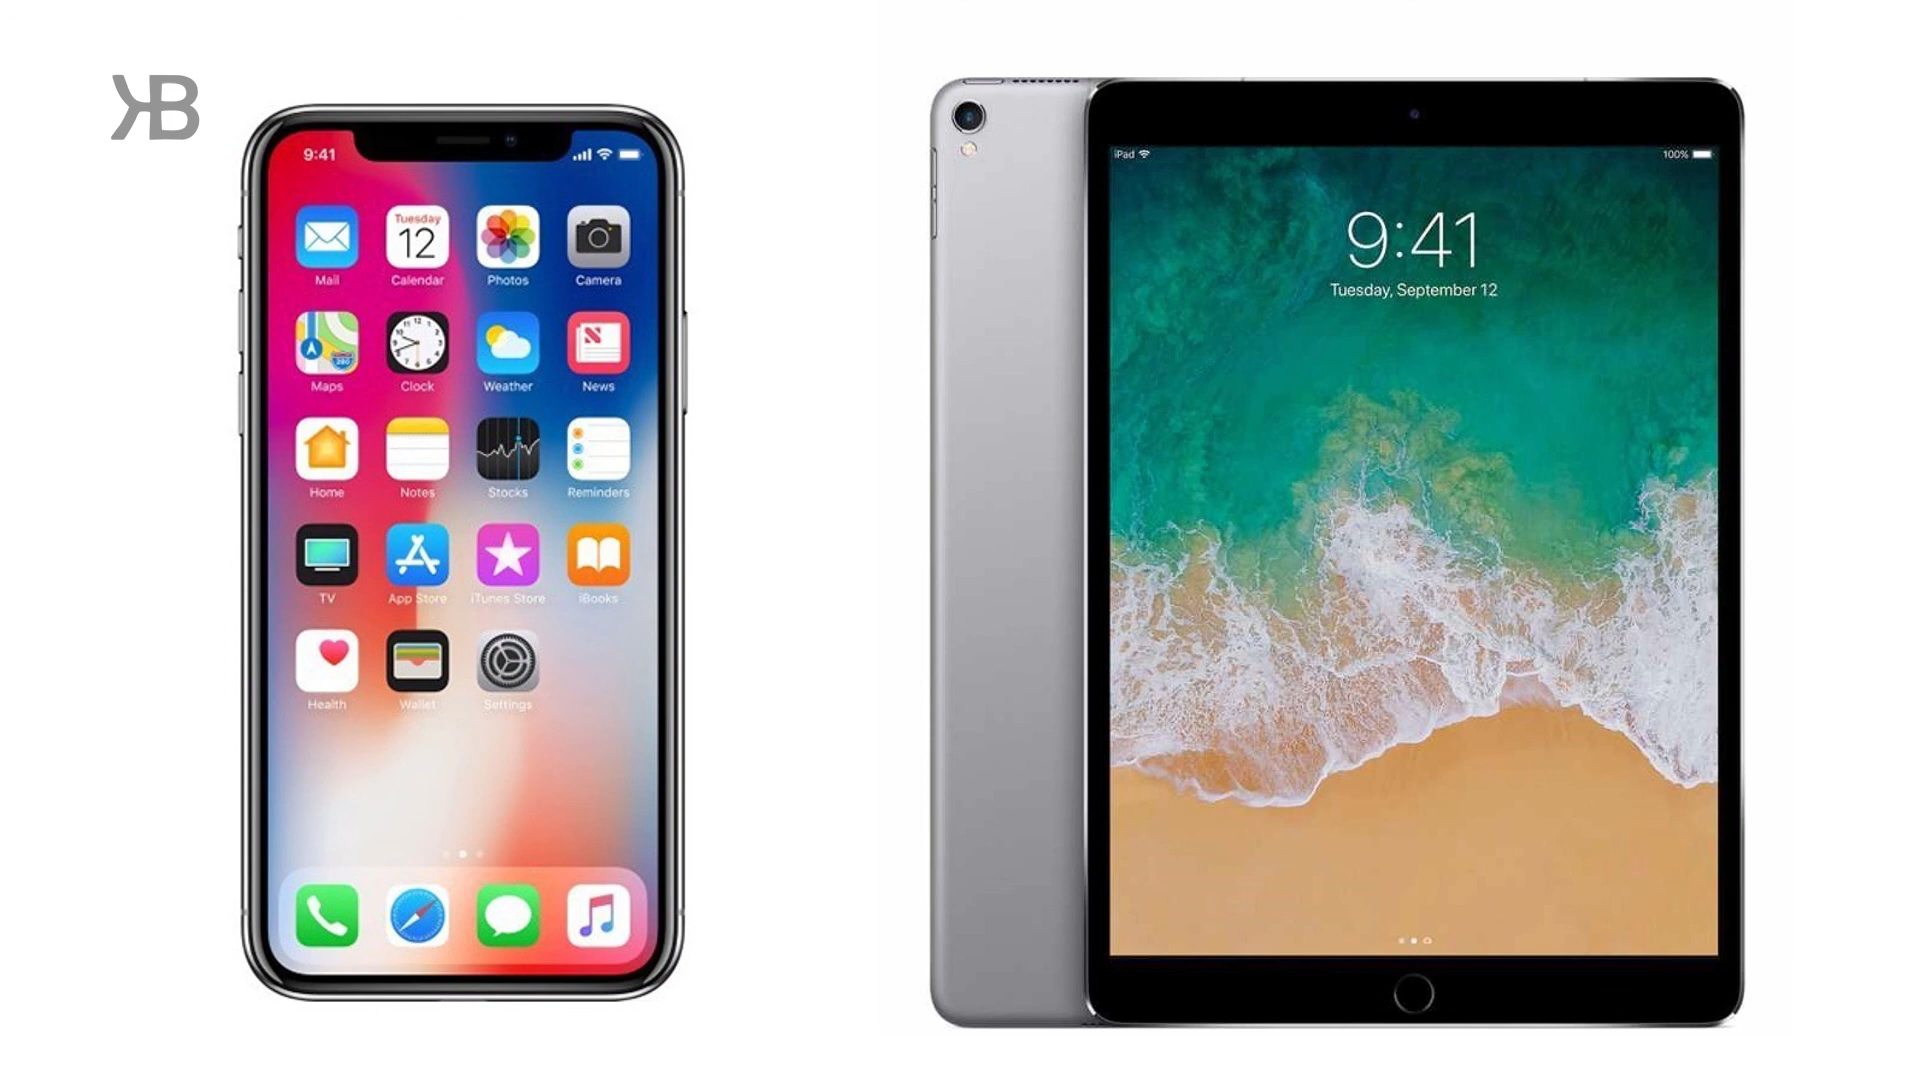 KB
9:41
Tuesday
12
Mail Calendar Photos Camera
Maps Clock Weather News
Home Notes Stocks Reminders
TV App Store iTunes Store iBooks
Health Wallet Settings
iPad 100%
9:41
Tuesday, September 12